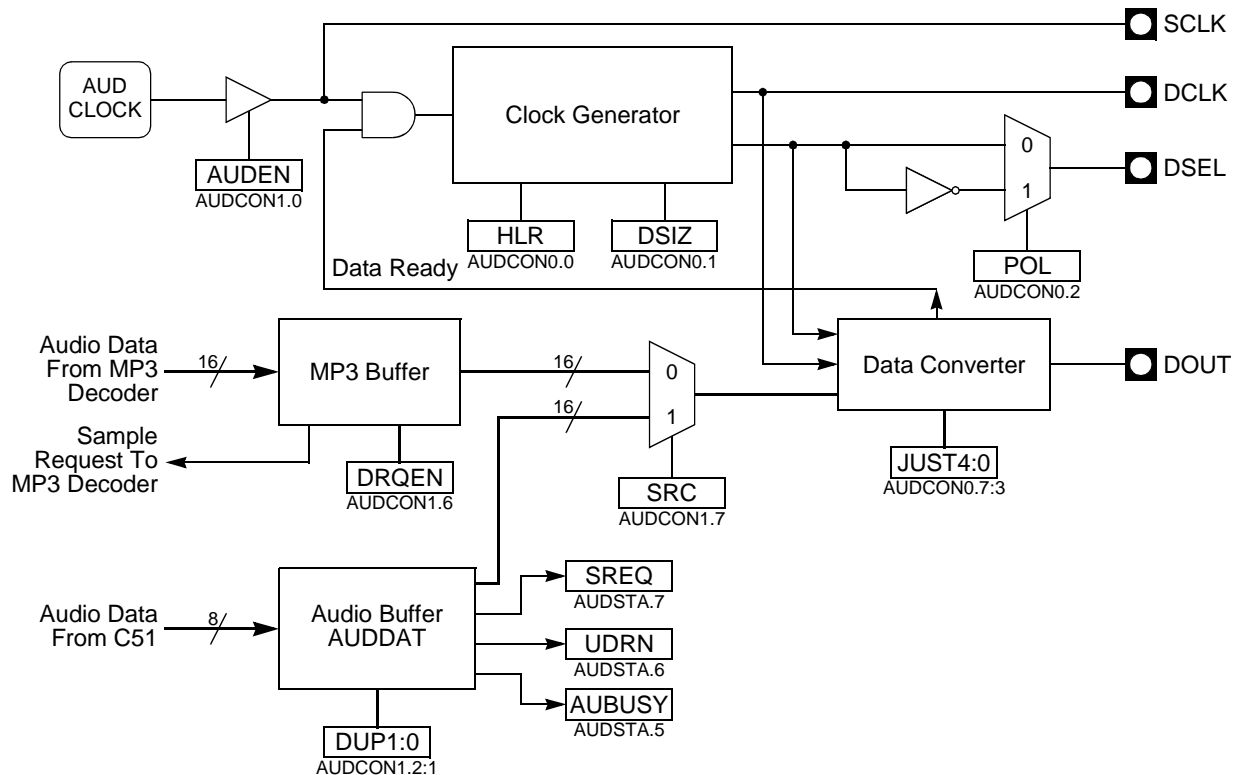 SCLK
AUD
CLOCK
Clock Generator
DCLK
0
1
DSEL
AUDEN
AUDCON1.0
HLR
AUDCON0.0
DSIZ
AUDCON0.1
POL
AUDCON0.2
Data Ready
Audio Data
From MP3
Decoder
16
MP3 Buffer
16
16
0
1
Data Converter
DOUT
Sample
Request To
MP3 Decoder
DRQEN
AUDCON1.6
SRC
AUDCON1.7
JUST4:0
AUDCON0.7:3
Audio Data
From C51
8
Audio Buffer
AUDDAT
SREQ
AUDSTA.7
UDRN
AUDSTA.6
AUBUSY
AUDSTA.5
DUP1:0
AUDCON1.2:1